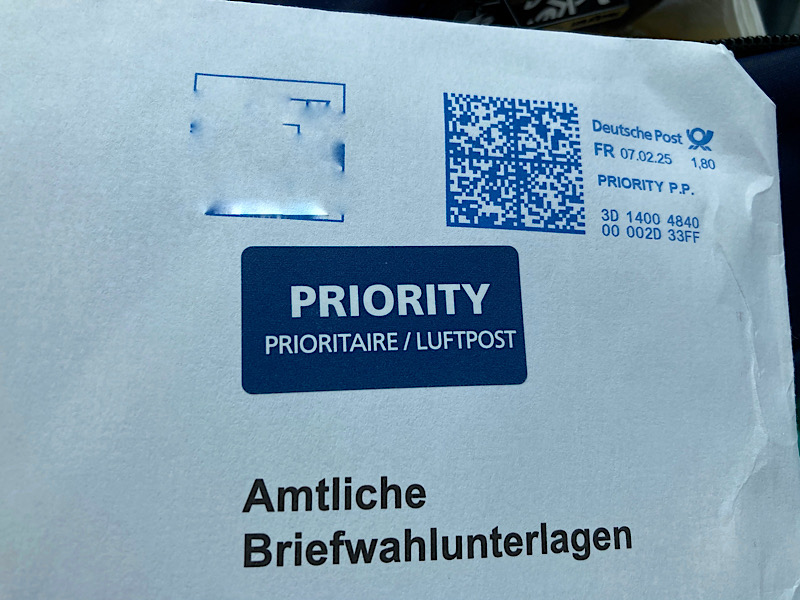 Deutsche Post
FR 07.02.25 1,80
PRIORITY P.P.
3D 1400 4840
00 002D 33FF
PRIORITY
PRIORITAIRE / LUFTPOST
Amtliche
Briefwahlunterlagen